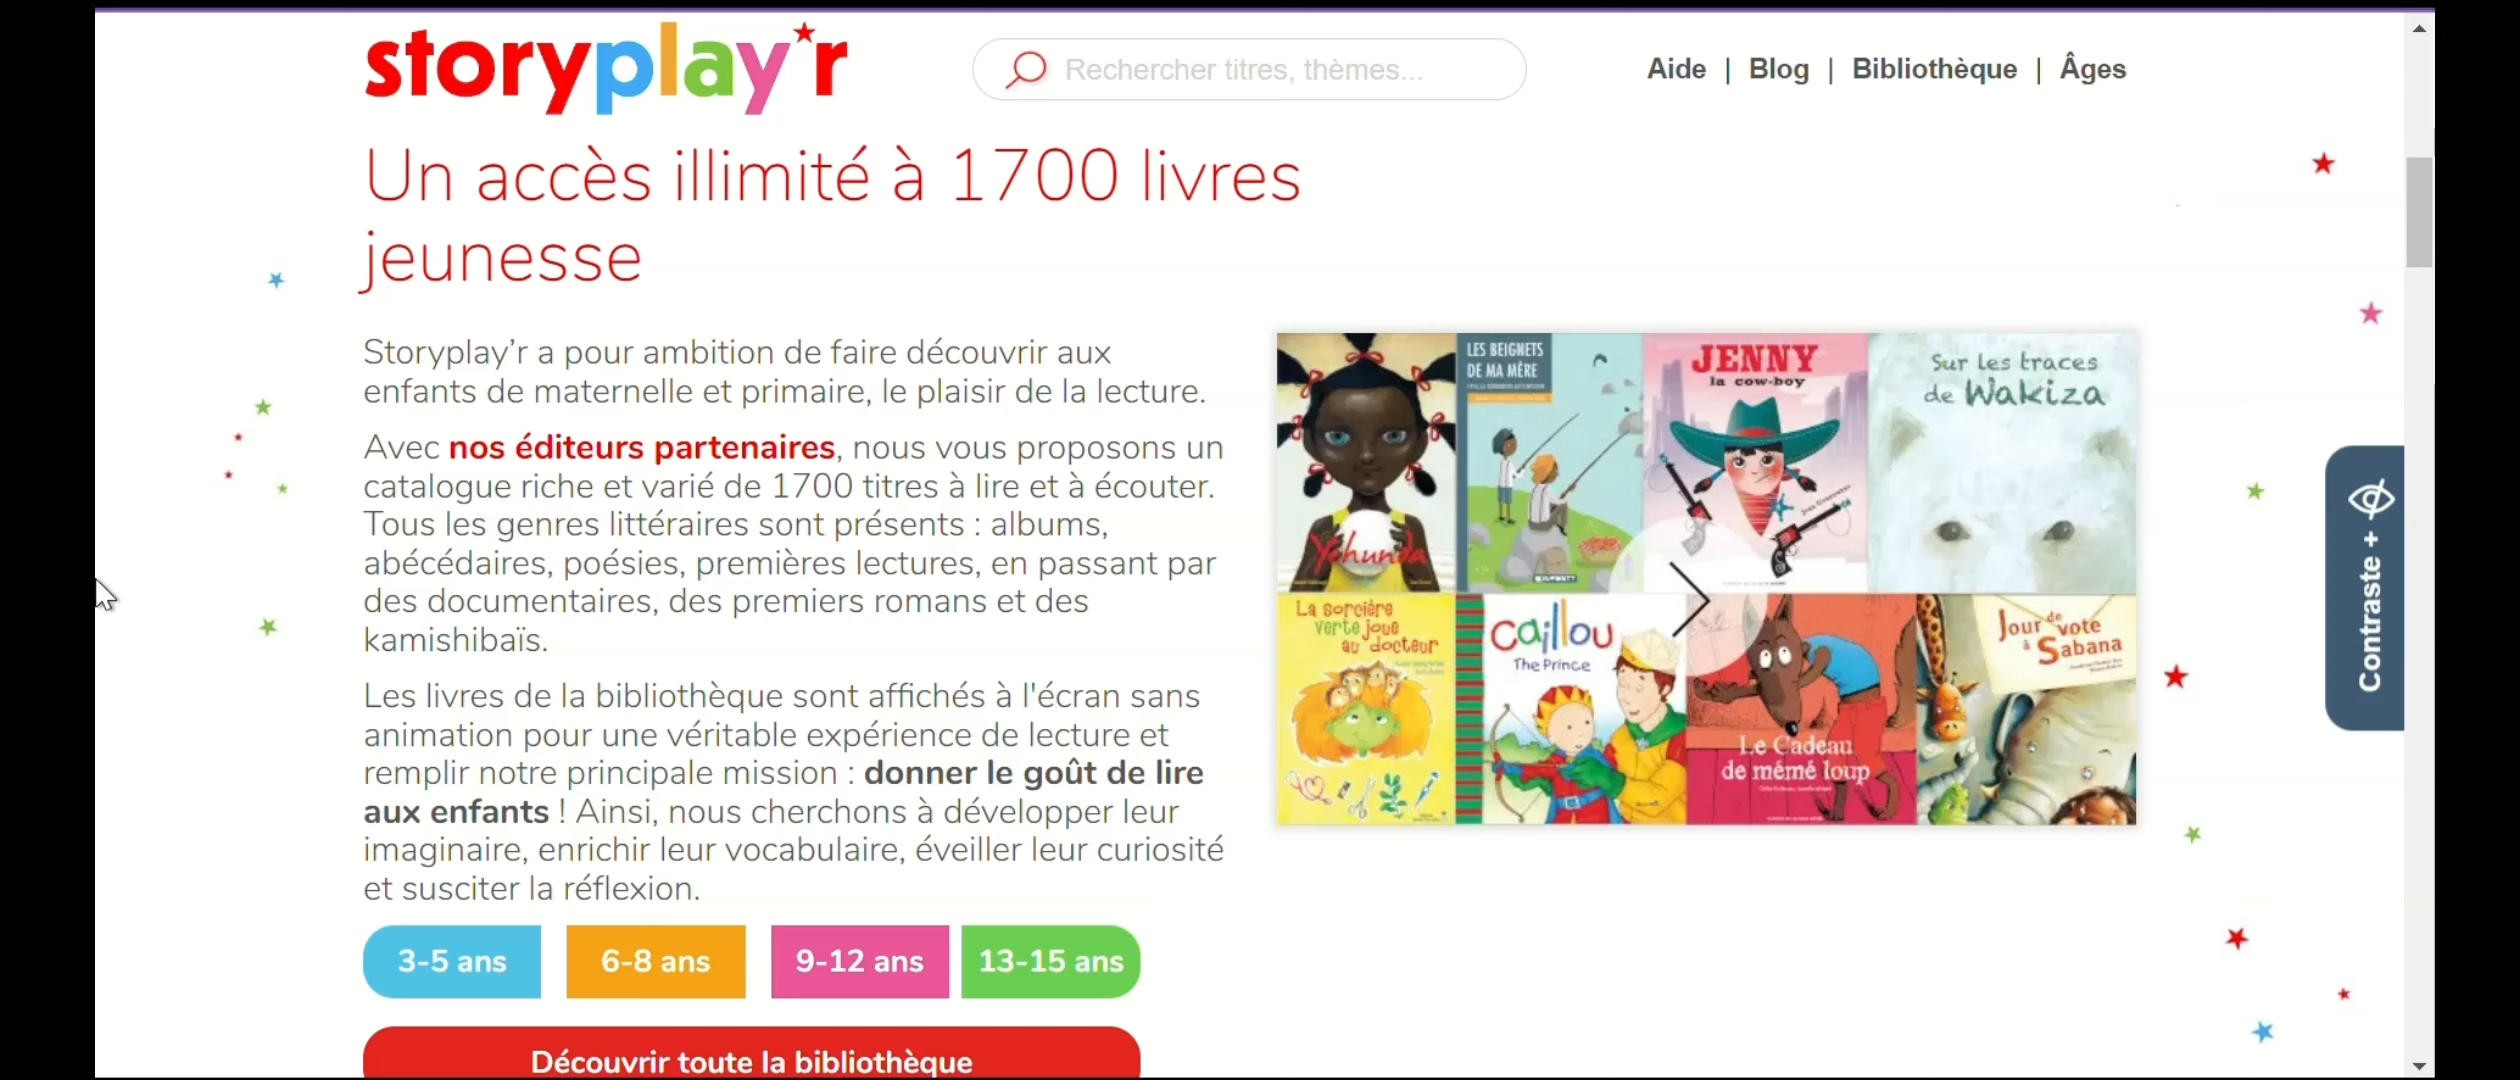 storyplay'r
Rechercher titres, thèmes...
Aide | Blog | Bibliothèque | Âges
Un accès illimité à 1700 livres
jeunesse
Storyplay’r a pour ambition de faire découvrir aux
enfants de maternelle et primaire, le plaisir de la lecture.
Avec nos éditeurs partenaires, nous vous proposons un
catalogue riche et varié de 1700 titres à lire et à écouter.
Tous les genres littéraires sont présents : albums,
abécédaires, poésies, premières lectures, en passant par
des documentaires, des premiers romans et des
kamishibaïs.
Les livres de la bibliothèque sont affichés à l'écran sans
animation pour une véritable expérience de lecture et
remplir notre principale mission : donner le goût de lire
aux enfants ! Ainsi, nous cherchons à développer leur
imaginaire, enrichir leur vocabulaire, éveiller leur curiosité
et susciter la réflexion.
3-5 ans
6-8 ans
9-12 ans
13-15 ans
Découvrir toute la bibliothèque
Yohunda
LES BEIGNETS
DE MA MÈRE
JENNY
la cow-boy
Sur les traces
de Wakiza
La sorcière
verte joue
au docteur
Caillou
The Prince
Le Cadeau
de mémé loup
Jour de vote
à Sabana
Contraste +